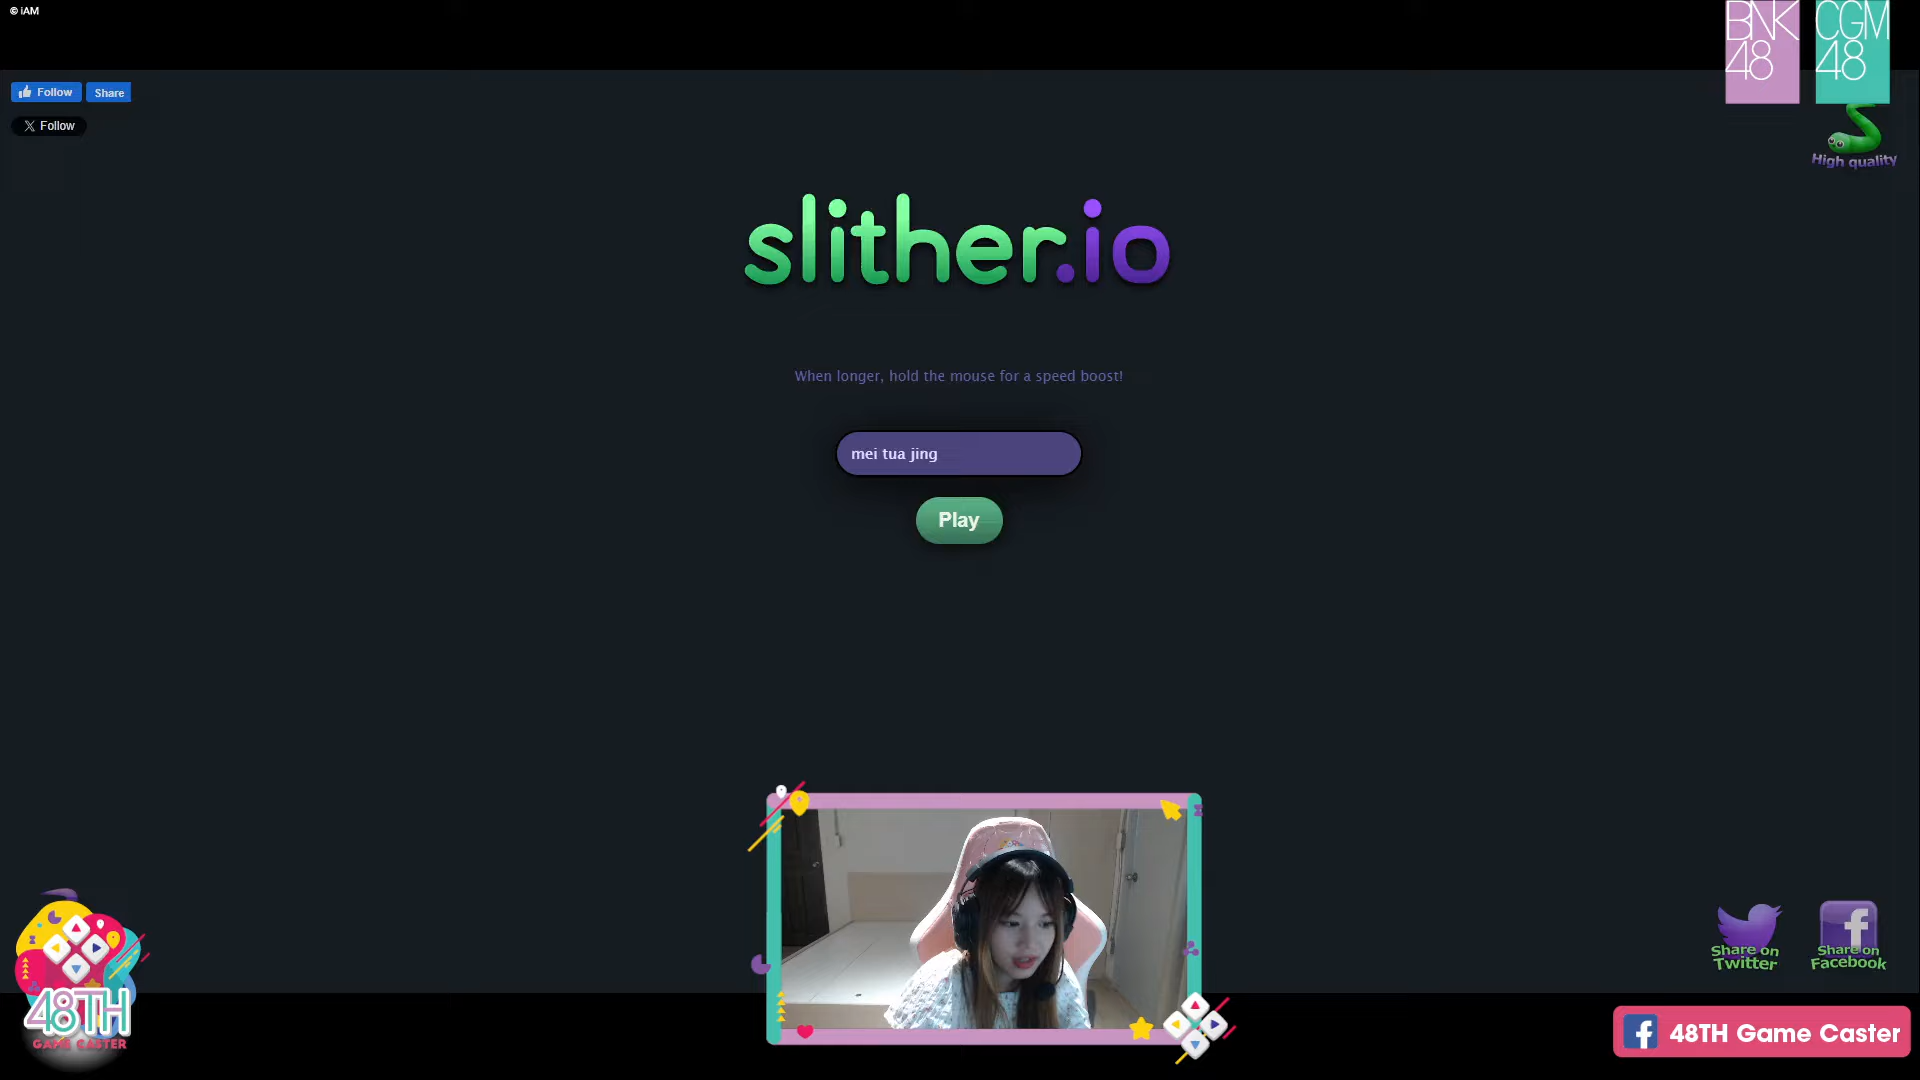 © iAM
BNK
48
CGM
48
Follow
Share
Follow
High quality
slither.io
When longer, hold the mouse for a speed boost!
mei tua jing
Play
Share on
Twitter
Share on
Facebook
48TH
GAME CASTER
48TH Game Caster